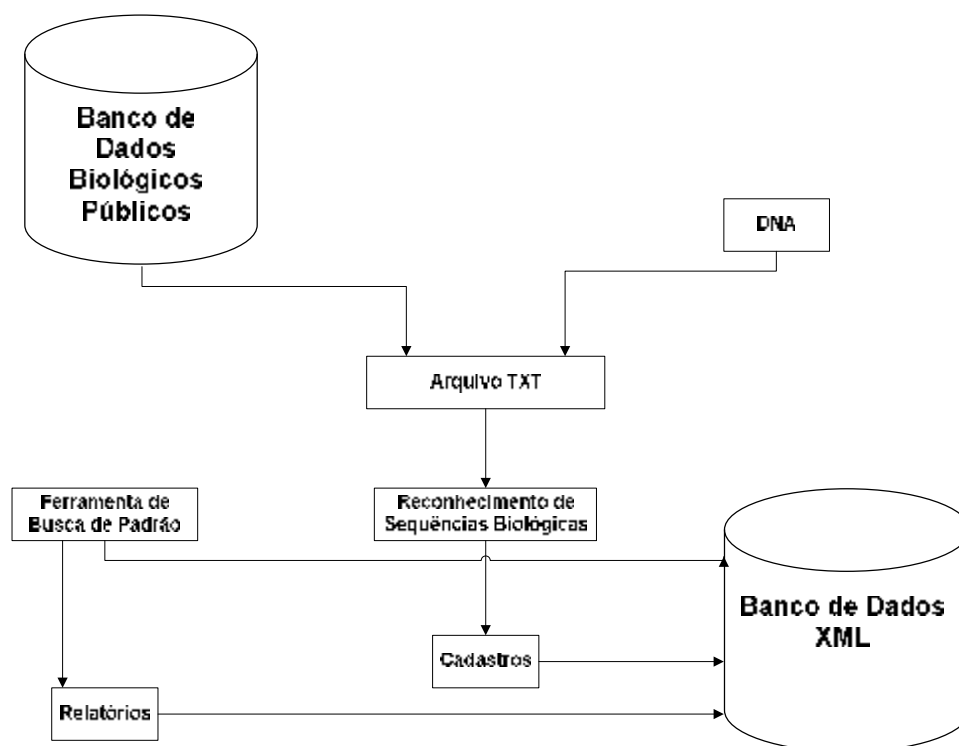 Banco de
Dados
Biológicos
Públicos
DNA
Arquivo TXT
Ferramenta de
Busca de Padrão
Reconhecimento de
Sequências Biológicas
Banco de Dados
XML
Cadastros
Relatórios